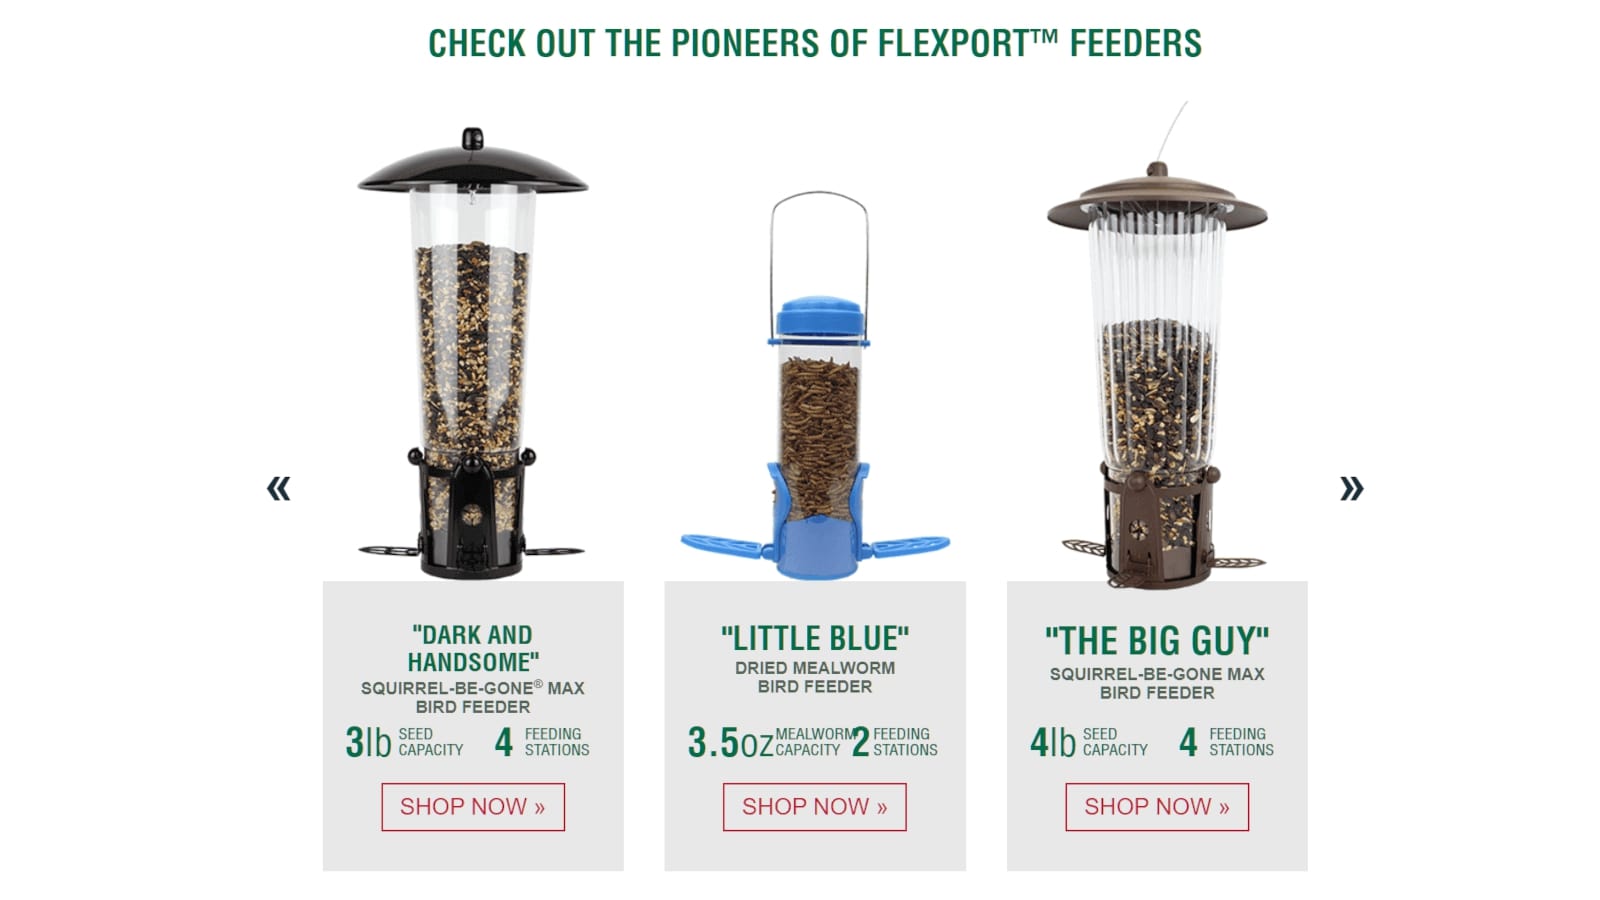 CHECK OUT THE PIONEERS OF FLEXPORT™ FEEDERS
«
»
"DARK AND
HANDSOME"
SQUIRREL-BE-GONE® MAX
BIRD FEEDER
3lb SEED CAPACITY 4 FEEDING STATIONS
SHOP NOW »
"LITTLE BLUE"
DRIED MEALWORM
BIRD FEEDER
3.5oz MEALWORM CAPACITY 2 FEEDING STATIONS
SHOP NOW »
"THE BIG GUY"
SQUIRREL-BE-GONE MAX
BIRD FEEDER
4lb SEED CAPACITY 4 FEEDING STATIONS
SHOP NOW »